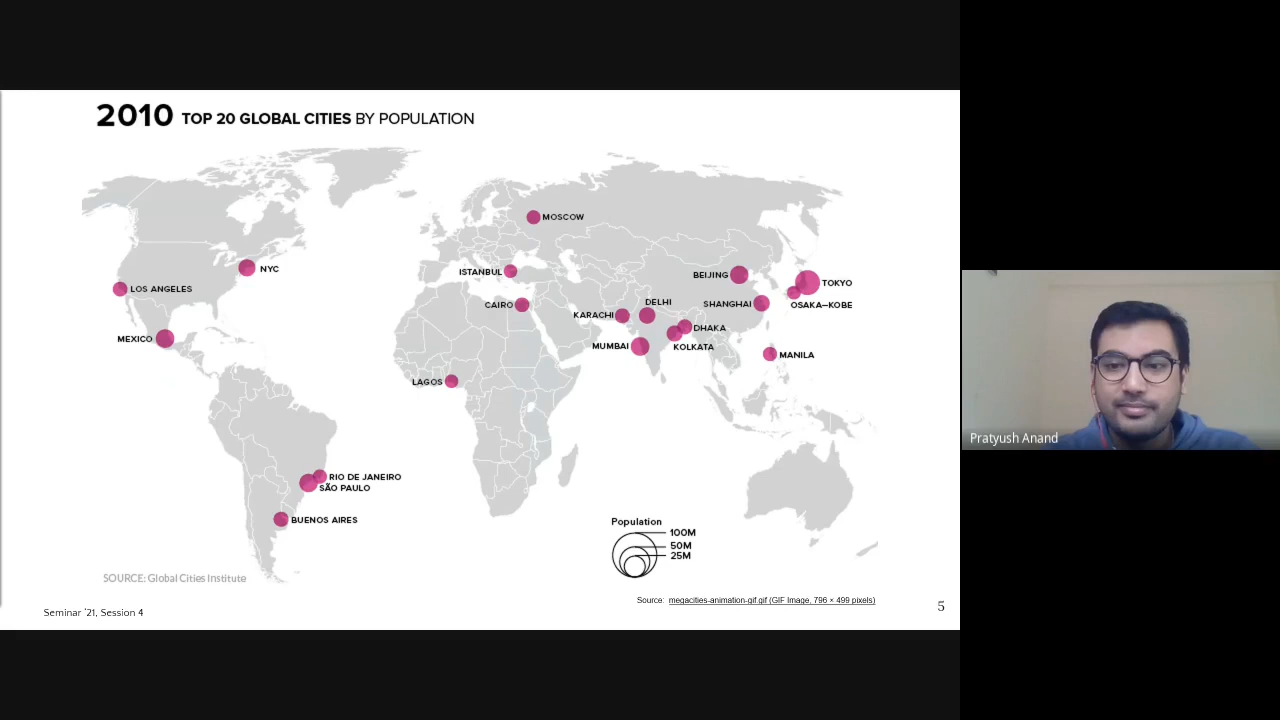 2010 TOP 20 GLOBAL CITIES BY POPULATION
MOSCOW
NYC
ISTANBUL
BEIJING
TOKYO
LOS ANGELES
CAIRO
DELHI
SHANGHAI
OSAKA–KOBE
KARACHI
DHAKA
MEXICO
MUMBAI
KOLKATA
MANILA
LAGOS
RIO DE JANEIRO
SÃO PAULO
BUENOS AIRES
Population
100M
50M
25M
SOURCE: Global Cities Institute
Source: megacities-animation-gif.gif (GIF Image, 796 × 499 pixels)
Seminar '21, Session 4
5
Pratyush Anand